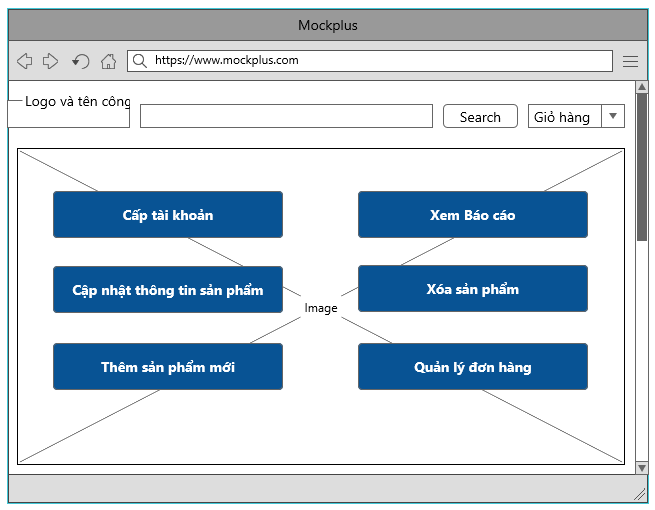 Mockplus
https://www.mockplus.com
Logo và tên công
Search
Giỏ hàng
Cấp tài khoản
Xem Báo cáo
Cập nhật thông tin sản phẩm
Xóa sản phẩm
Image
Thêm sản phẩm mới
Quản lý đơn hàng